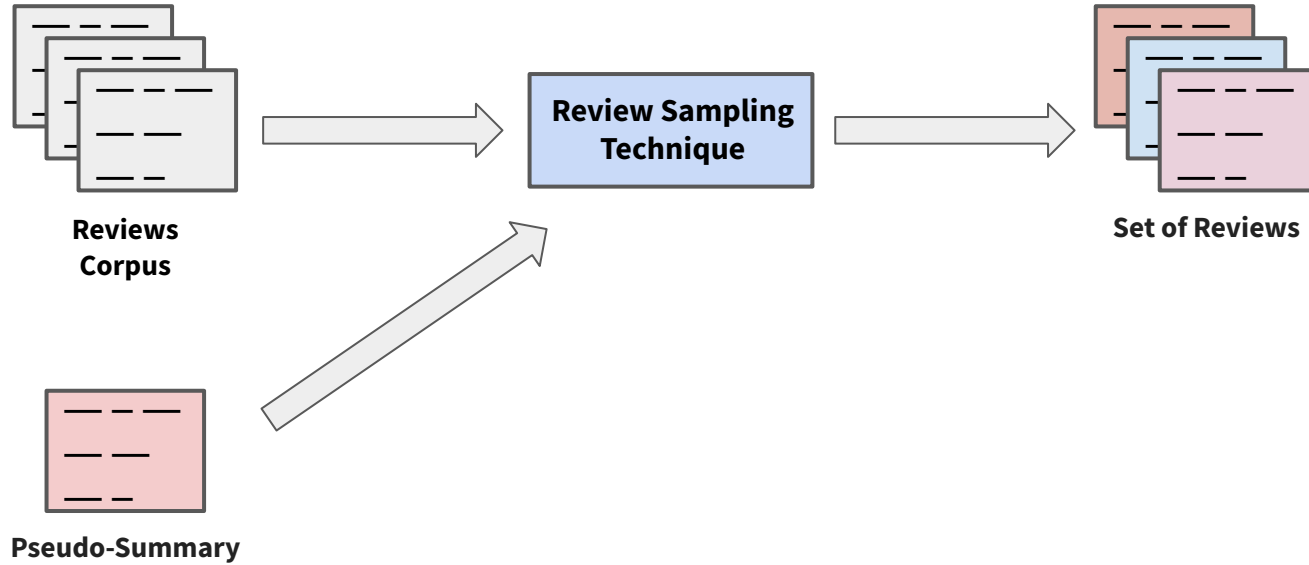 Review Sampling
Technique
Reviews
Corpus
Set of Reviews
Pseudo-Summary